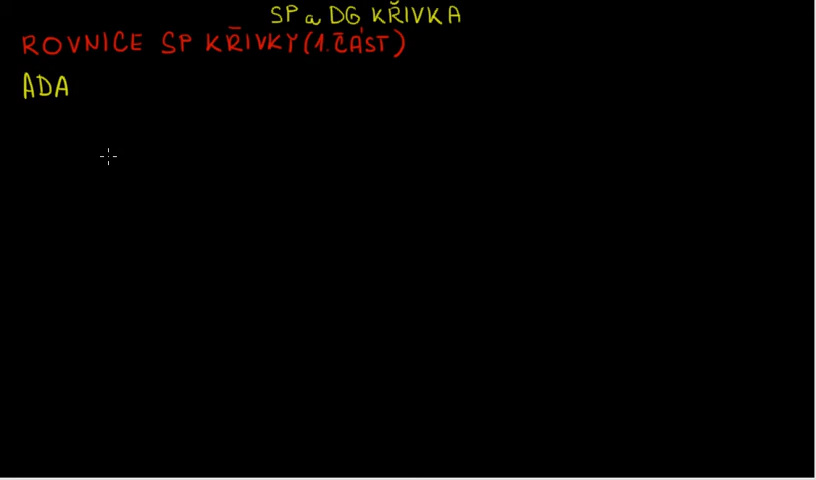 SP a DG KŘIVKA
ROVNICE SP KŘIVKY (1. ČÁST)
ADA